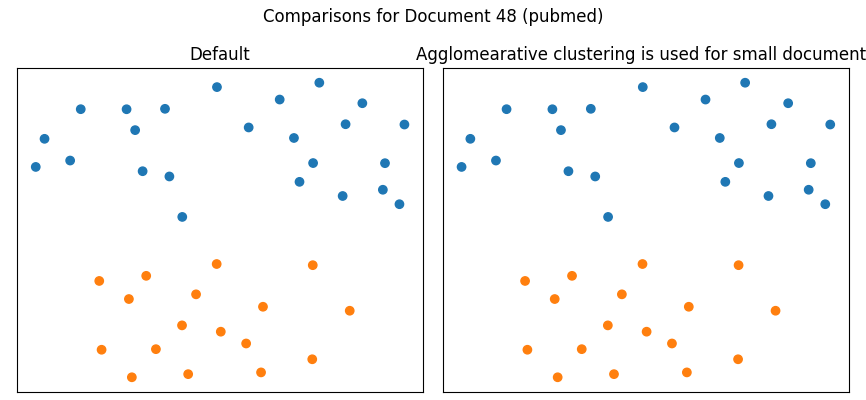 Comparisons for Document 48 (pubmed)
Default
Agglomearative clustering is used for small document